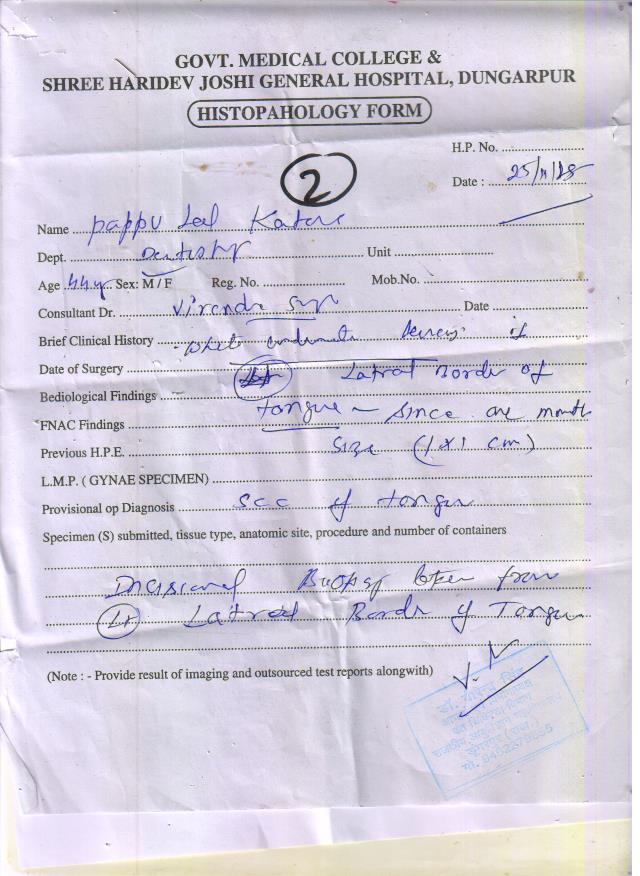 GOVT. MEDICAL COLLEGE &
SHREE HARIDEV JOSHI GENERAL HOSPITAL, DUNGARPUR
HISTOPAHOLOGY FORM
H.P. No. ....................
2
Date : 25/11/25
Name pappu Lal
Dept. Dentistry Unit ....................
Age 44y Sex: M / F Reg. No. .................... Mob.No. ....................
Consultant Dr. Virendra Date ....................
Brief Clinical History white of
Date of Surgery Lt Latral Border of
Bediological Findings
FNAC Findings tongue since one month
Previous H.P.E. size (1x1 cm)
L.M.P. ( GYNAE SPECIMEN)
Provisional op Diagnosis SCC of tongue
Specimen (S) submitted, tissue type, anatomic site, procedure and number of containers
Incisional Biopsy taken from
Lt Latral Border of Tongue
(Note : - Provide result of imaging and outsourced test reports alongwith)